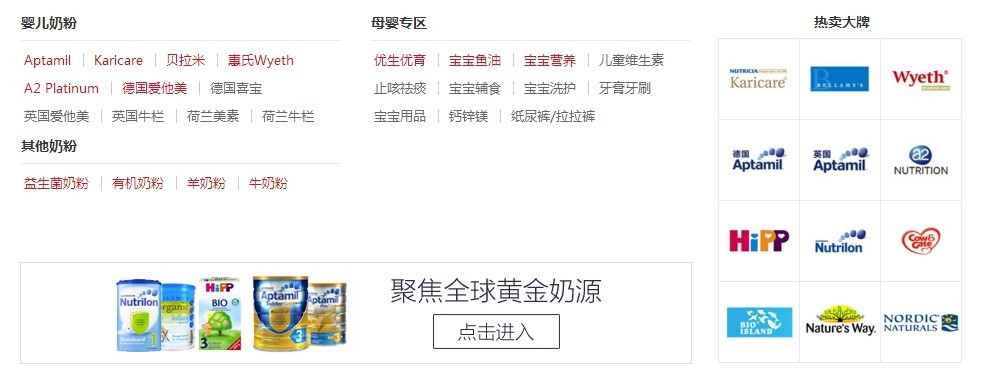 婴儿奶粉
Aptamil Karicare 贝拉米 惠氏Wyeth
A2 Platinum 德国爱他美 德国喜宝
英国爱他美 英国牛栏 荷兰美素 荷兰牛栏
其他奶粉
益生菌奶粉 有机奶粉 羊奶粉 牛奶粉
母婴专区
优生优育 宝宝鱼油 宝宝营养 儿童维生素
止咳祛痰 宝宝辅食 宝宝洗护 牙膏牙刷
宝宝用品 钙锌镁 纸尿裤/拉拉裤
热卖大牌
NUTRICIA
Karicare
BELLAMY'S
Wyeth
德国
Aptamil
英国
Aptamil
a2
NUTRITION
HiPP
Nutrilon
Cow&
Gate
BIO
ISLAND
Nature's Way.
NORDIC
NATURALS
Nutrilon
Standard
1
organic
HiPP
BIO
3
Aptamil
3
Aptamil
聚焦全球黄金奶源
点击进入